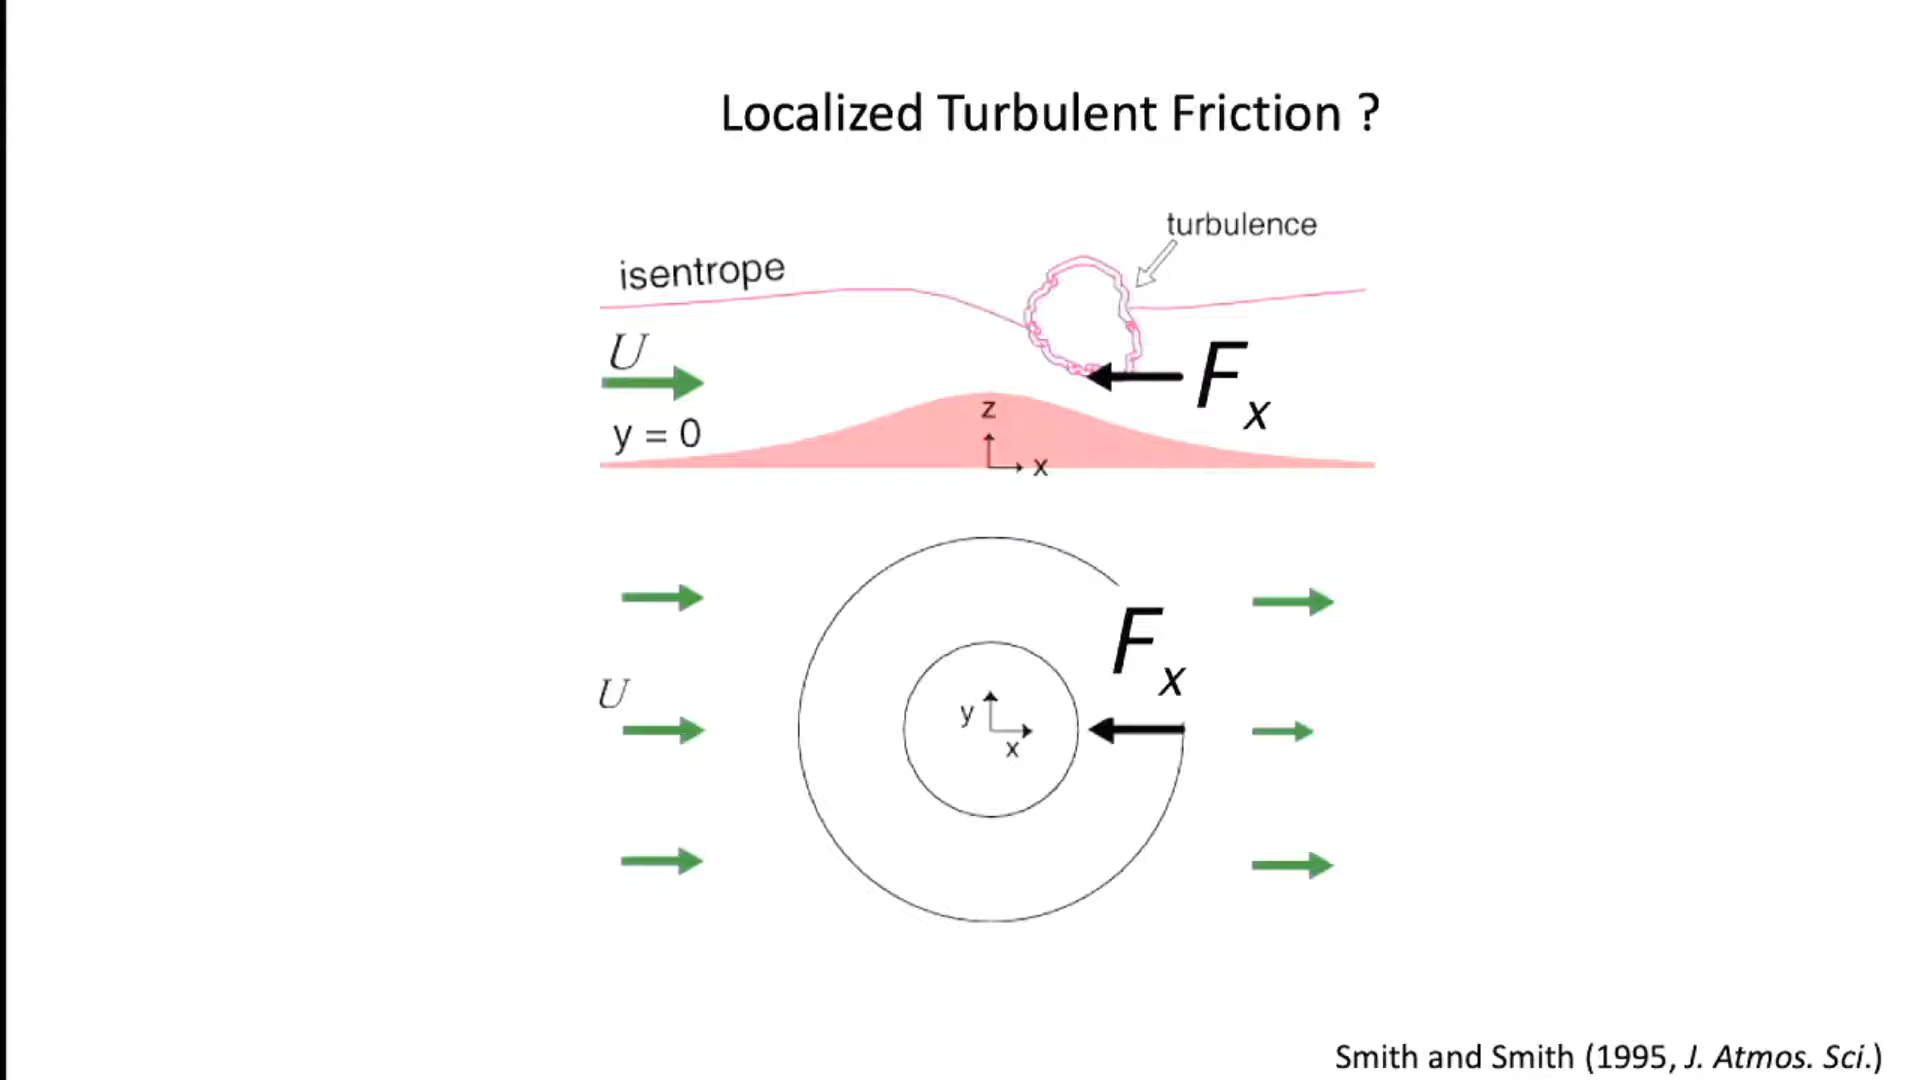 Localized Turbulent Friction ?
turbulence
isentrope
U
F
x
y = 0
z
x
F
x
U
y
x
Smith and Smith (1995, J. Atmos. Sci.)